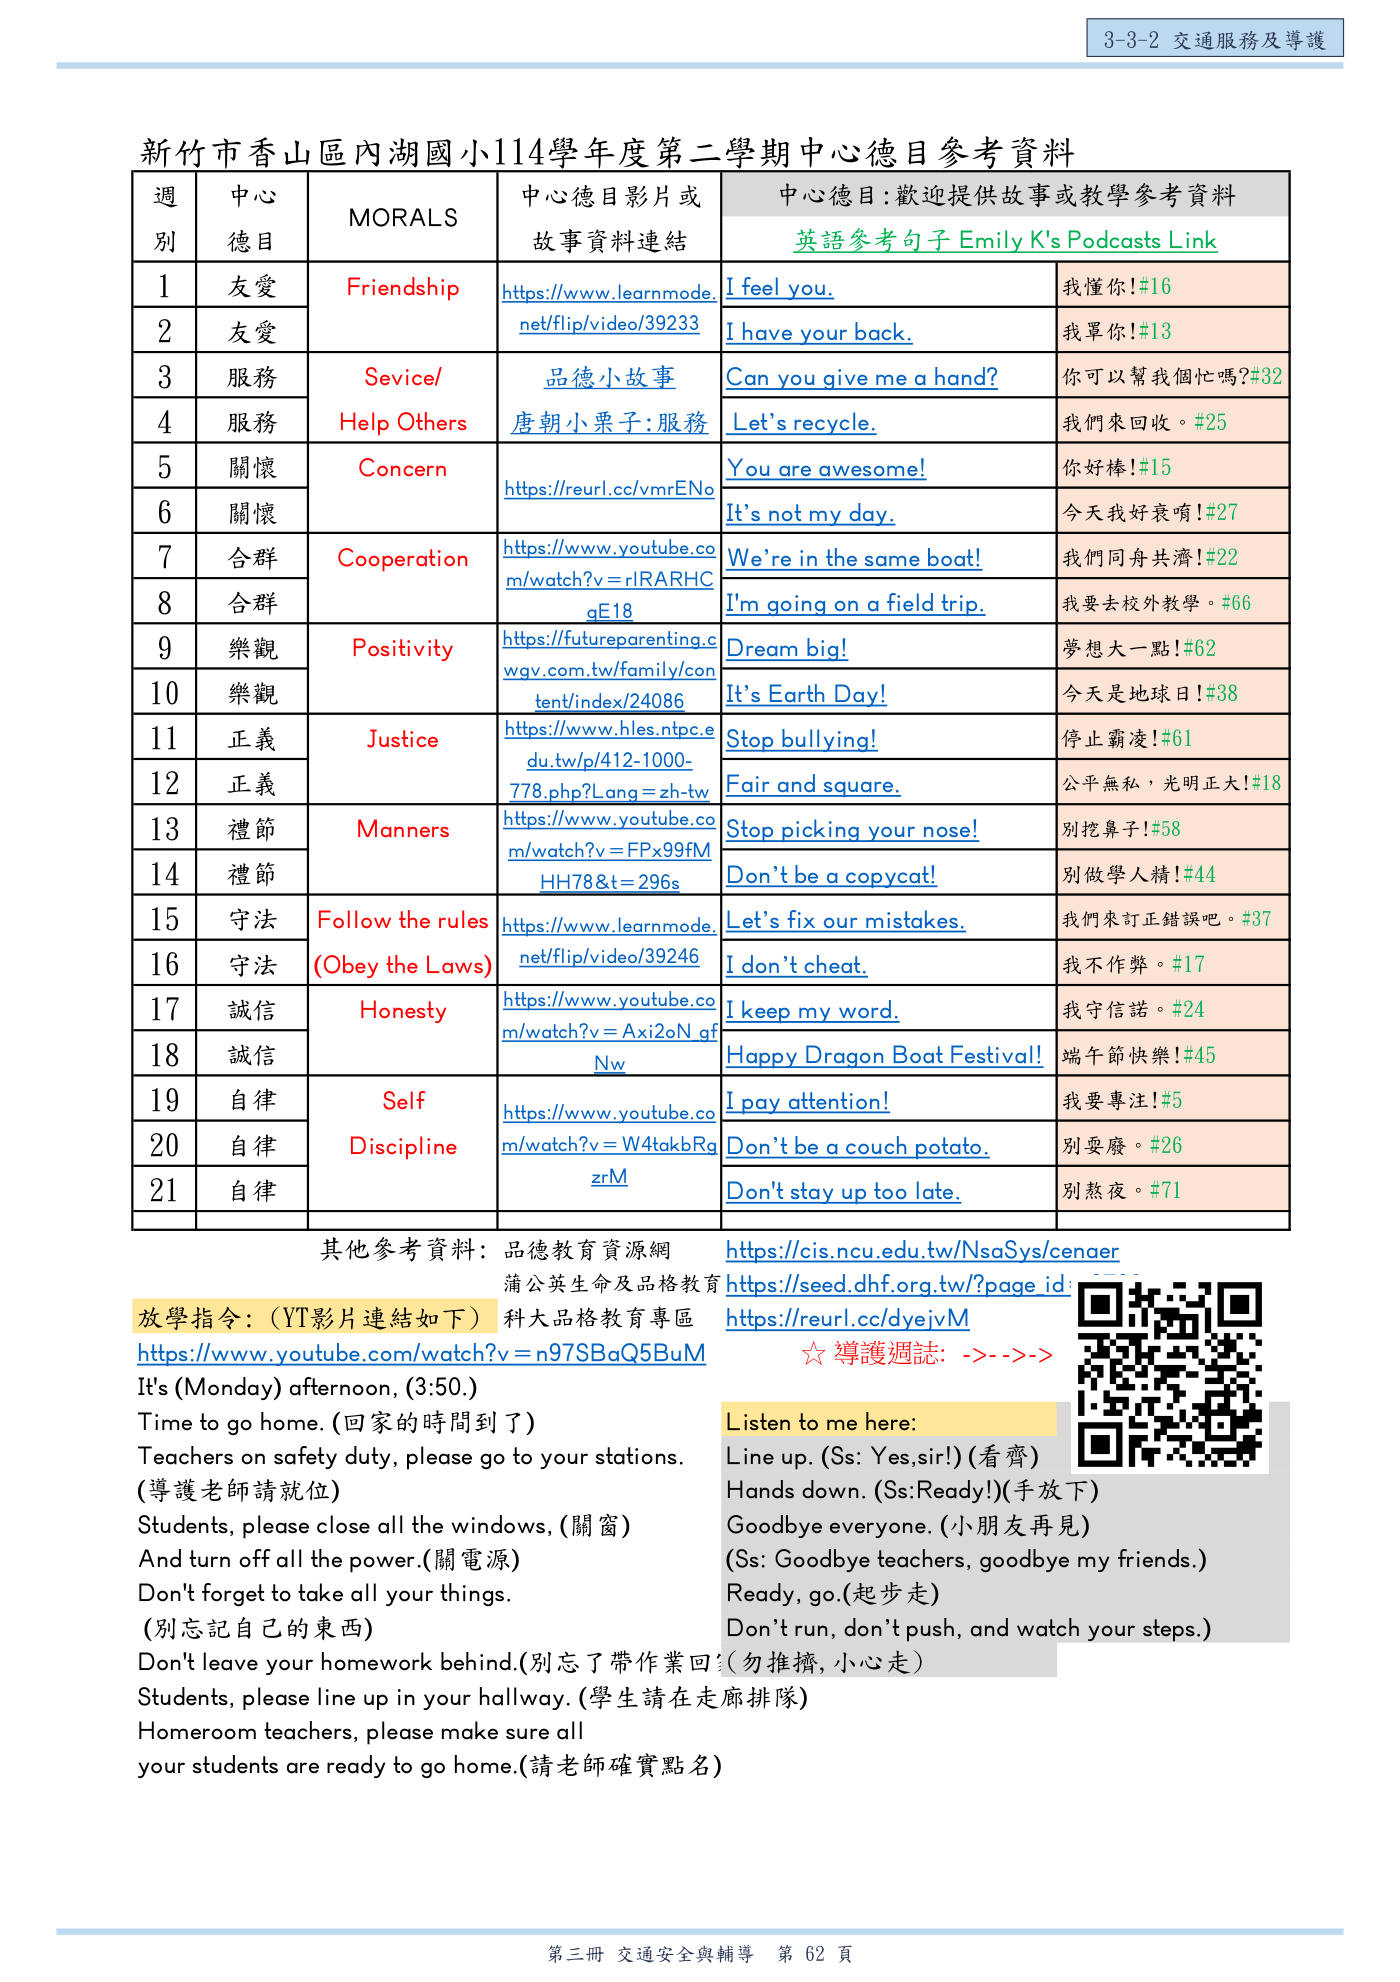 3-3-2 交通服務及導護
新竹市香山區內湖國小114學年度第二學期中心德目參考資料
週別 中心德目 MORALS 中心德目影片或故事資料連結 中心德目:歡迎提供故事或教學參考資料
英語參考句子 Emily K's Podcasts Link
1 友愛 Friendship https://www.learnmode.net/flip/video/39233 I feel you. 我懂你!#16
2 友愛 I have your back. 我罩你!#13
3 服務 Sevice/ 品德小故事 Can you give me a hand? 你可以幫我個忙嗎?#32
4 服務 Help Others 唐朝小栗子:服務 Let’s recycle. 我們來回收。#25
5 關懷 Concern https://reurl.cc/vmrENo You are awesome! 你好棒!#15
6 關懷 It’s not my day. 今天我好衰唷!#27
7 合群 Cooperation https://www.youtube.com/watch?v=rIRARHCqE18 We’re in the same boat! 我們同舟共濟!#22
8 合群 I'm going on a field trip. 我要去校外教學。#66
9 樂觀 Positivity https://futureparenting.cwgv.com.tw/family/content/index/24086 Dream big! 夢想大一點!#62
10 樂觀 It’s Earth Day! 今天是地球日!#38
11 正義 Justice https://www.hles.ntpc.edu.tw/p/412-1000-778.php?Lang=zh-tw Stop bullying! 停止霸凌!#61
12 正義 Fair and square. 公平無私，光明正大!#18
13 禮節 Manners https://www.youtube.com/watch?v=FPx99fMHH78&t=296s Stop picking your nose! 別挖鼻子!#58
14 禮節 Don’t be a copycat! 別做學人精!#44
15 守法 Follow the rules https://www.learnmode.net/flip/video/39246 Let’s fix our mistakes. 我們來訂正錯誤吧。#37
16 守法 (Obey the Laws) I don’t cheat. 我不作弊。#17
17 誠信 Honesty https://www.youtube.com/watch?v=Axi2oN_gfNw I keep my word. 我守信諾。#24
18 誠信 Happy Dragon Boat Festival! 端午節快樂!#45
19 自律 Self https://www.youtube.com/watch?v=W4takbRgzrM I pay attention! 我要專注!#5
20 自律 Discipline Don’t be a couch potato. 別耍廢。#26
21 自律 Don't stay up too late. 別熬夜。#71
其他參考資料: 品德教育資源網 https://cis.ncu.edu.tw/NsaSys/cenaer
蒲公英生命及品格教育 https://seed.dhf.org.tw/?page_id
放學指令:（YT影片連結如下） 科大品格教育專區 https://reurl.cc/dyejvM
https://www.youtube.com/watch?v=n97SBaQ5BuM ☆ 導護週誌: ->-->->
It's (Monday) afternoon, (3:50.)
Time to go home. (回家的時間到了)
Teachers on safety duty, please go to your stations.
(導護老師請就位)
Students, please close all the windows, (關窗)
And turn off all the power.(關電源)
Don't forget to take all your things.
(別忘記自己的東西)
Don't leave your homework behind.(別忘了帶作業回
Students, please line up in your hallway. (學生請在走廊排隊)
Homeroom teachers, please make sure all
your students are ready to go home.(請老師確實點名)
Listen to me here:
Line up. (Ss: Yes,sir!) (看齊)
Hands down. (Ss:Ready!)(手放下)
Goodbye everyone. (小朋友再見)
(Ss: Goodbye teachers, goodbye my friends.)
Ready, go.(起步走)
Don’t run, don’t push, and watch your steps.)
(勿推擠,小心走)
第三冊 交通安全與輔導 第 62 頁